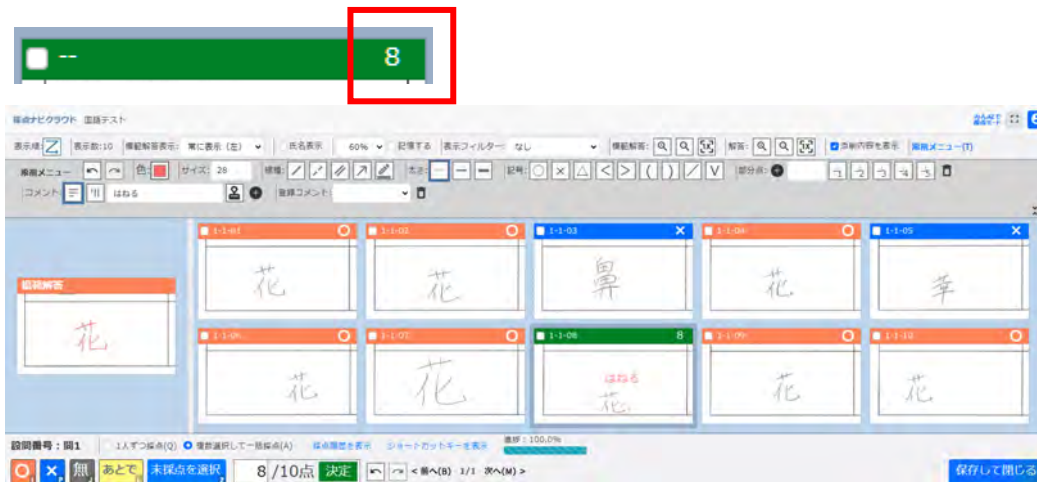 -- 8
採点ナビクラウド 国語テスト
表示順: 表示数:10 模範解答表示: 常に表示 (左) 氏名表示 60% 記憶する 表示フィルター: なし 模範解答: 解答: 添削内容を表示 添削メニュー(T)
添削メニュー 色: サイズ: 28 線種: 太さ: 記号: ○ × △ < > ( ) / V 部分点: -1 -2 -3 -4 -5
コメント: はねる 登録コメント:
1-1-01 1-1-02 1-1-03 × 1-1-04 1-1-05 ×
花 花 鼻 花
模範解答
花
1-1-06 1-1-07 1-1-08 8 1-1-09 1-1-10
はねる
花 花 花 花 花
設問番号：問1 1人ずつ採点(Q) 複数選択して一括採点(A) 採点履歴を表示 ショートカットキーを表示 進捗：100.0%
○ × 無 あとで 未採点を選択 8 /10点 決定 < 前へ(B) 1/1 次へ(M) > 保存して閉じる